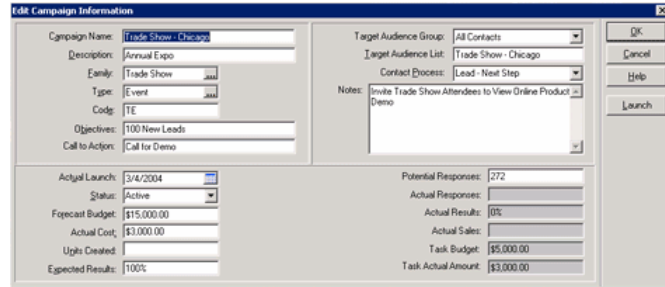 Edit Campaign Information
Campaign Name: Trade Show - Chicago
Description: Annual Expo
Family: Trade Show ...
Type: Event ...
Code: TE
Objectives: 100 New Leads
Call to Action: Call for Demo
Target Audience Group: All Contacts
Target Audience List: Trade Show - Chicago
Contact Process: Lead - Next Step
Notes: Invite Trade Show Attendees to View Online Product
Demo
OK
Cancel
Help
Launch
Actual Launch: 3/4/2004
Status: Active
Forecast Budget: $15,000.00
Actual Cost: $3,000.00
Units Created:
Expected Results: 100%
Potential Responses: 272
Actual Responses:
Actual Results: 0%
Actual Sales:
Task Budget: $5,000.00
Task Actual Amount: $3,000.00